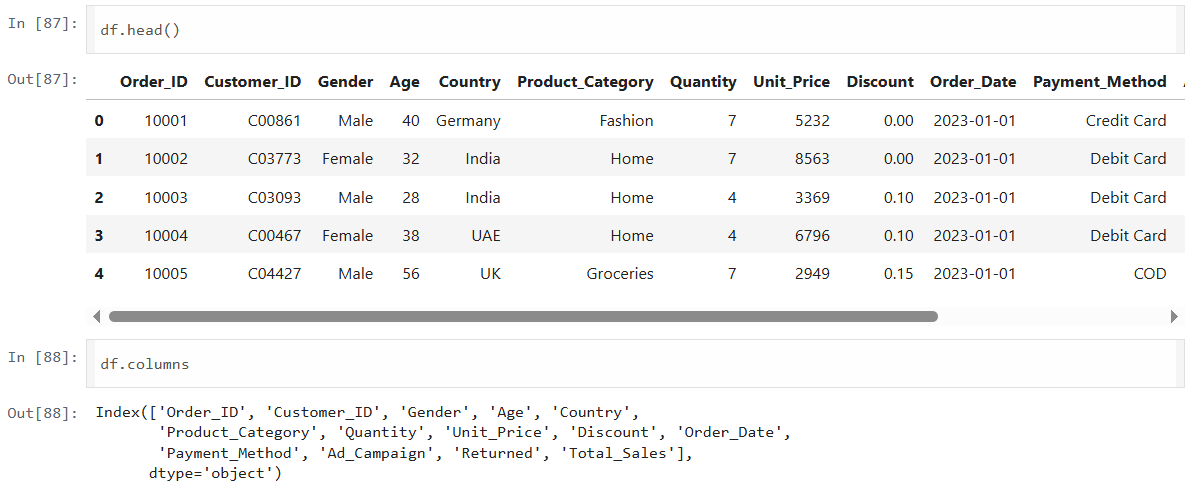 In [87]: df.head()
Out[87]:
Order_ID Customer_ID Gender Age Country Product_Category Quantity Unit_Price Discount Order_Date Payment_Method
0 10001 C00861 Male 40 Germany Fashion 7 5232 0.00 2023-01-01 Credit Card
1 10002 C03773 Female 32 India Home 7 8563 0.00 2023-01-01 Debit Card
2 10003 C03093 Male 28 India Home 4 3369 0.10 2023-01-01 Debit Card
3 10004 C00467 Female 38 UAE Home 4 6796 0.10 2023-01-01 Debit Card
4 10005 C04427 Male 56 UK Groceries 7 2949 0.15 2023-01-01 COD
In [88]: df.columns
Out[88]: Index(['Order_ID', 'Customer_ID', 'Gender', 'Age', 'Country',
'Product_Category', 'Quantity', 'Unit_Price', 'Discount', 'Order_Date',
'Payment_Method', 'Ad_Campaign', 'Returned', 'Total_Sales'],
dtype='object')